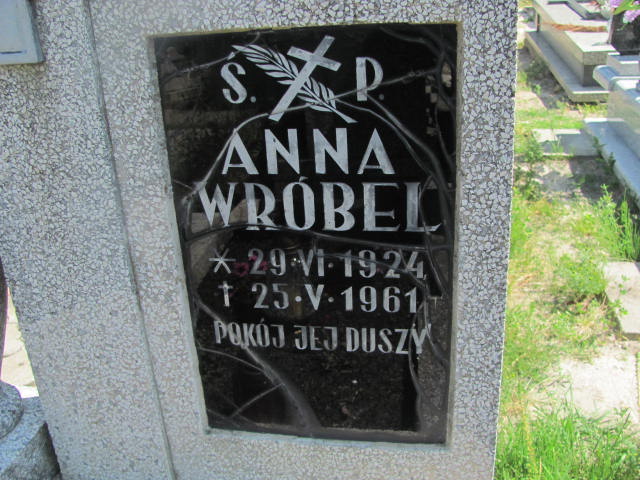 Ś. P.
ANNA
WRÓBEL
* 29·VI·1924
† 25·V·1961
POKÓJ JEJ DUSZY